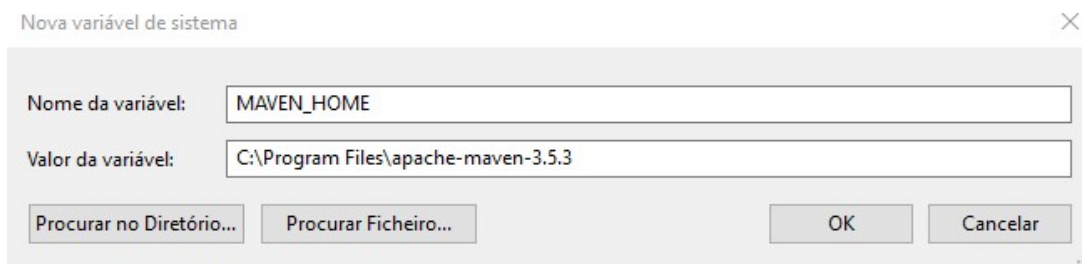 Nova variável de sistema
Nome da variável: MAVEN_HOME
Valor da variável: C:\Program Files\apache-maven-3.5.3
Procurar no Diretório... Procurar Ficheiro... OK Cancelar